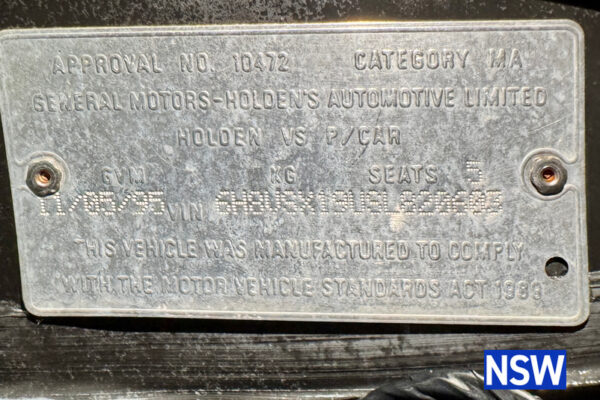 APPROVAL NO. 10472 CATEGORY MA
GENERAL MOTORS-HOLDEN'S AUTOMOTIVE LIMITED
HOLDEN VS P/CAR
GVM KG SEATS 5
11/05/95 VIN
THIS VEHICLE WAS MANUFACTURED TO COMPLY
WITH THE MOTOR VEHICLE STANDARDS ACT 1989
NSW